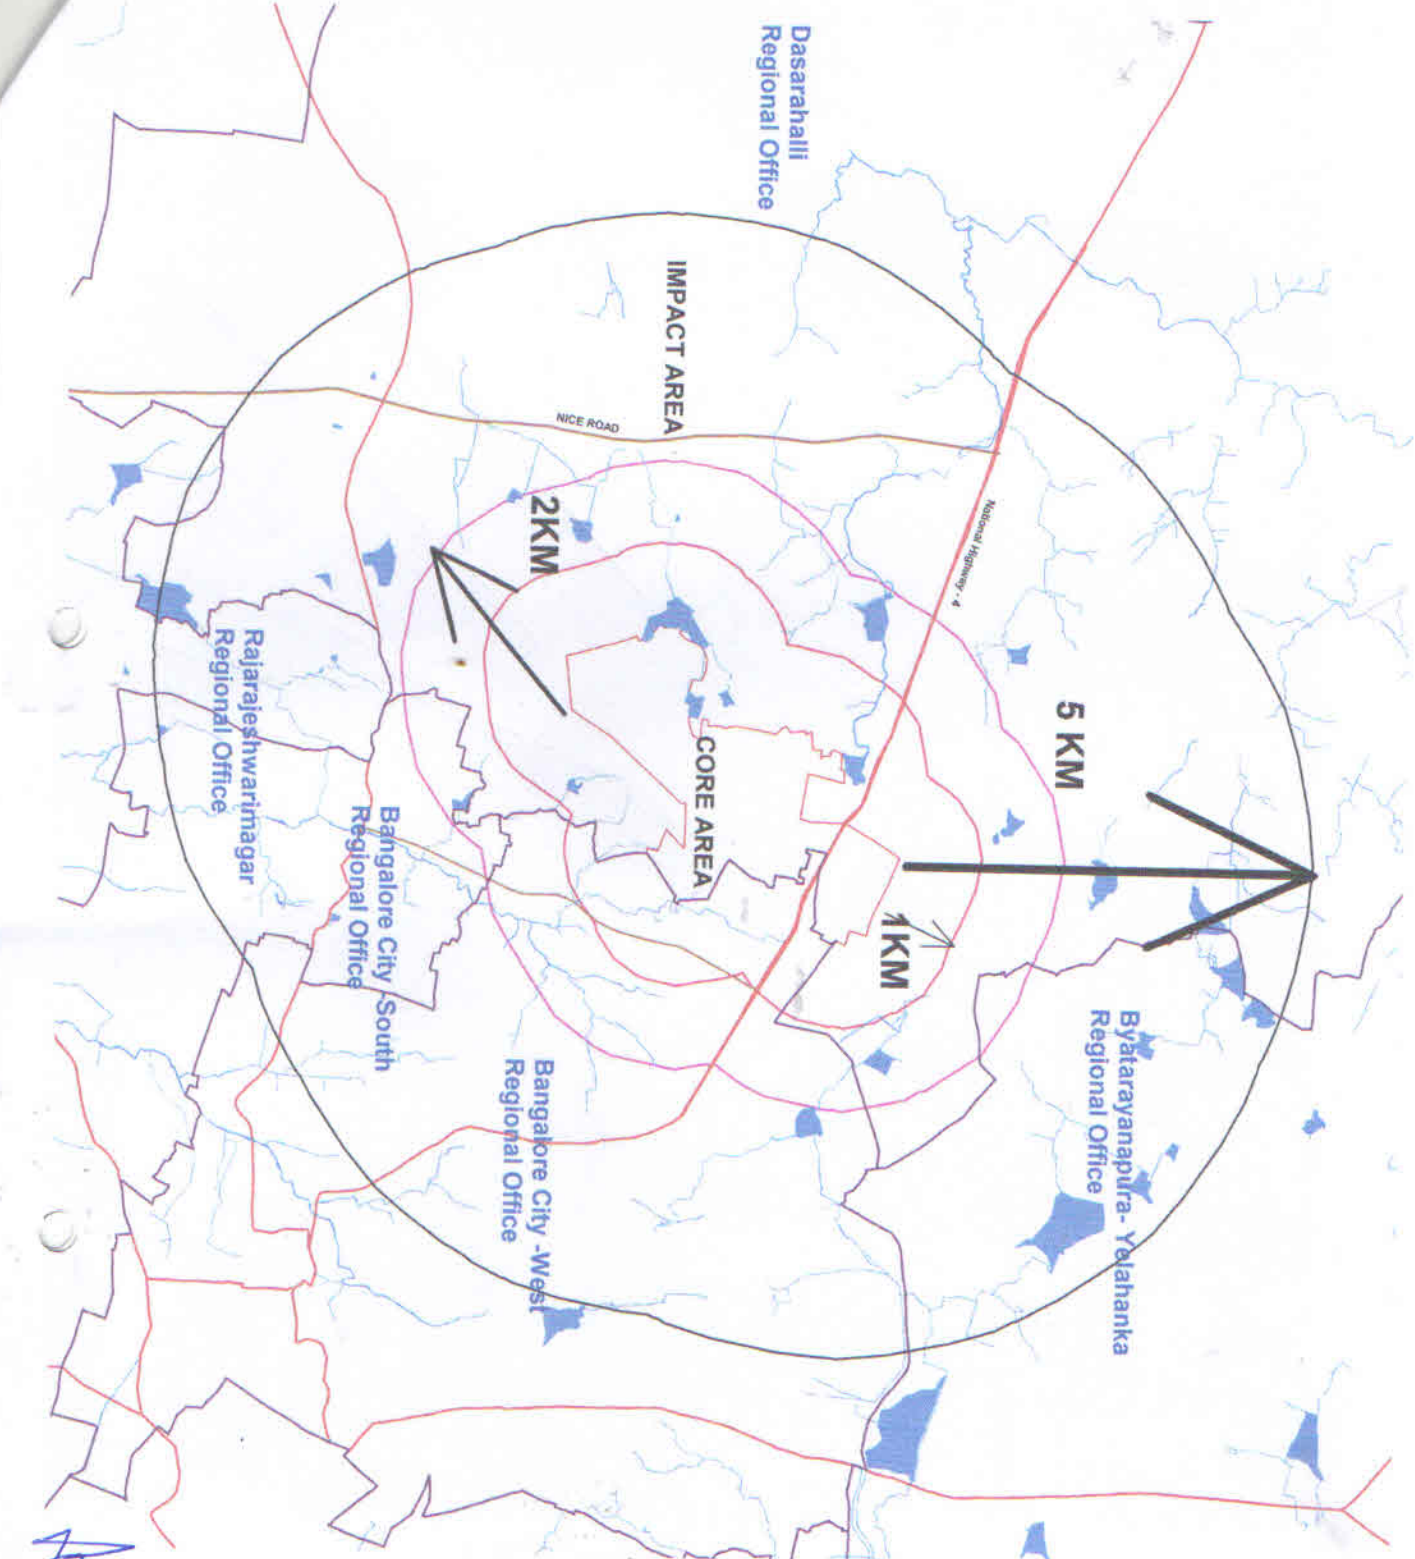 Byatarayanapura- Yelahanka
Regional Office
5 KM
National Highway - 4
1KM
Dasarahalli
Regional Office
CORE AREA
IMPACT AREA
NICE ROAD
2KM
Bangalore City -West
Regional Office
Bangalore City -South
Regional Office
Rajarajeshwarimagar
Regional Office